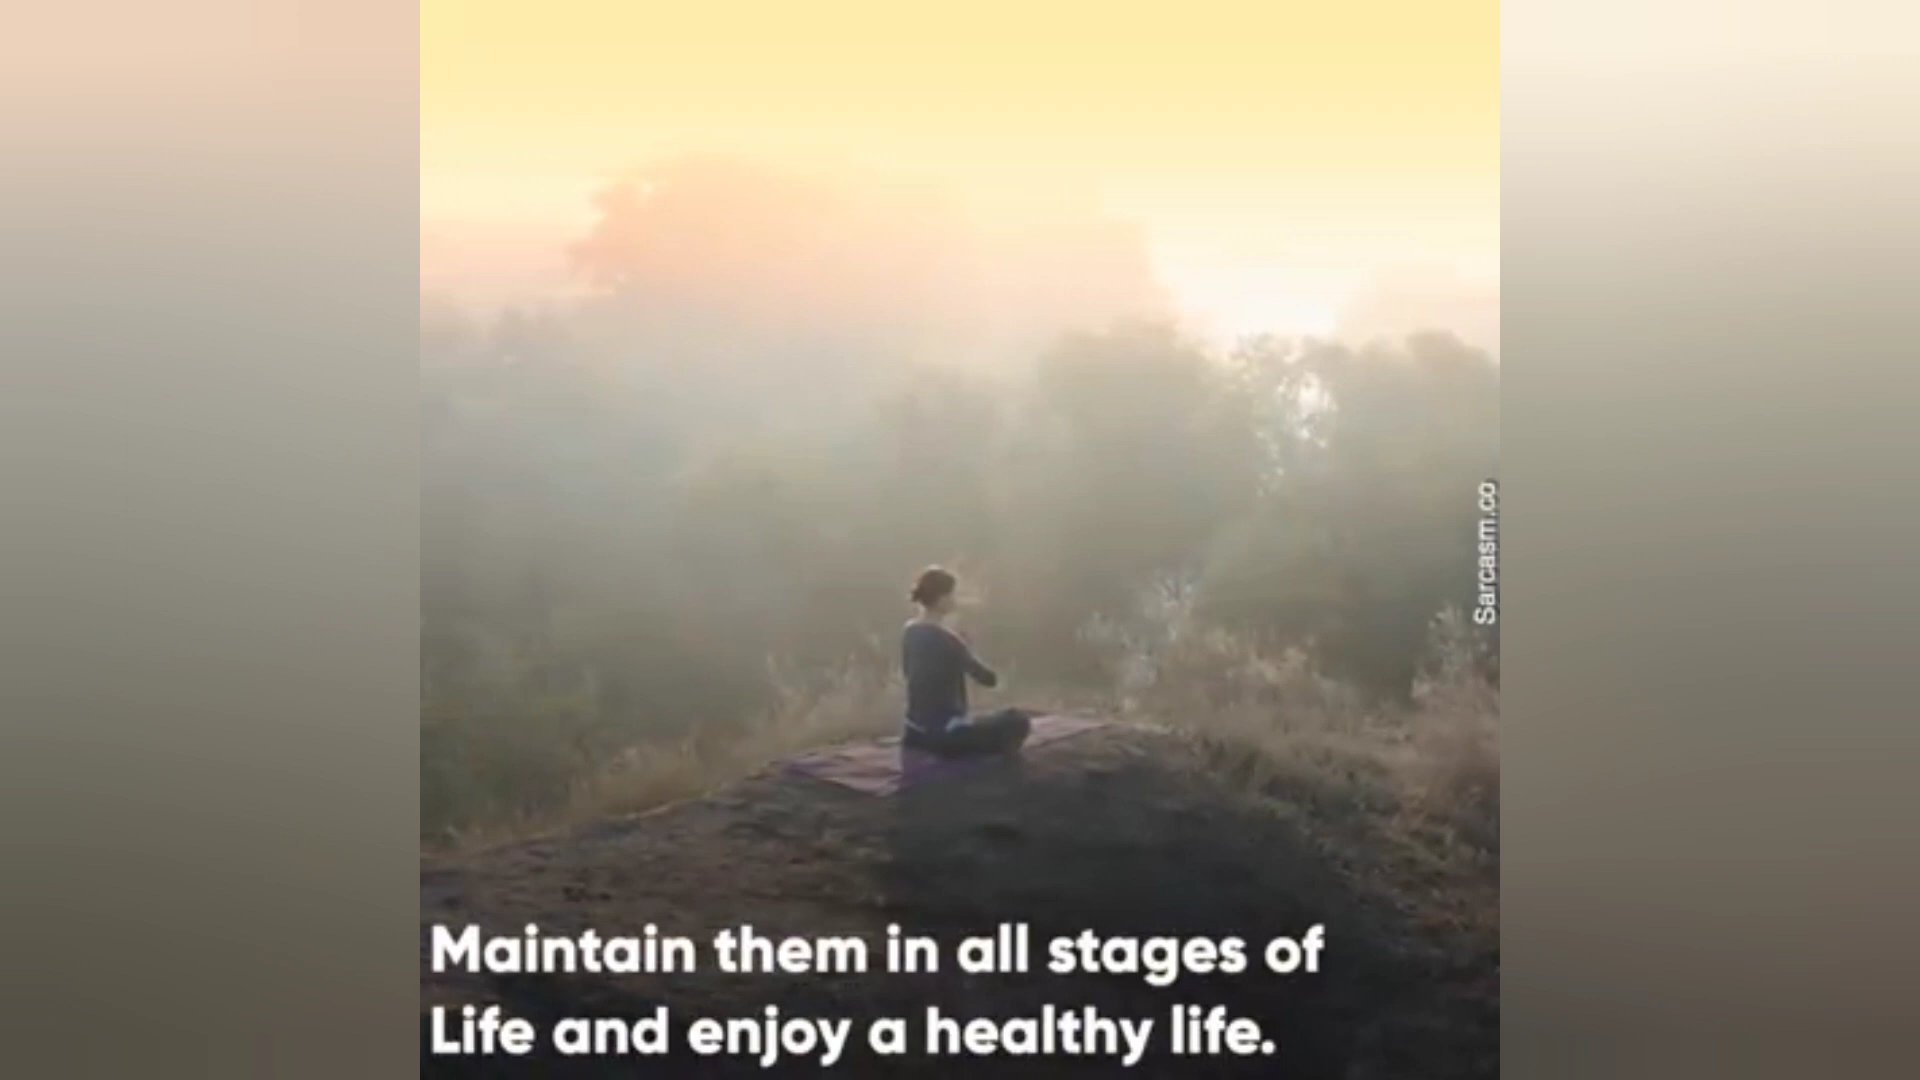 Sarcasm.co
Maintain them in all stages of
Life and enjoy a healthy life.